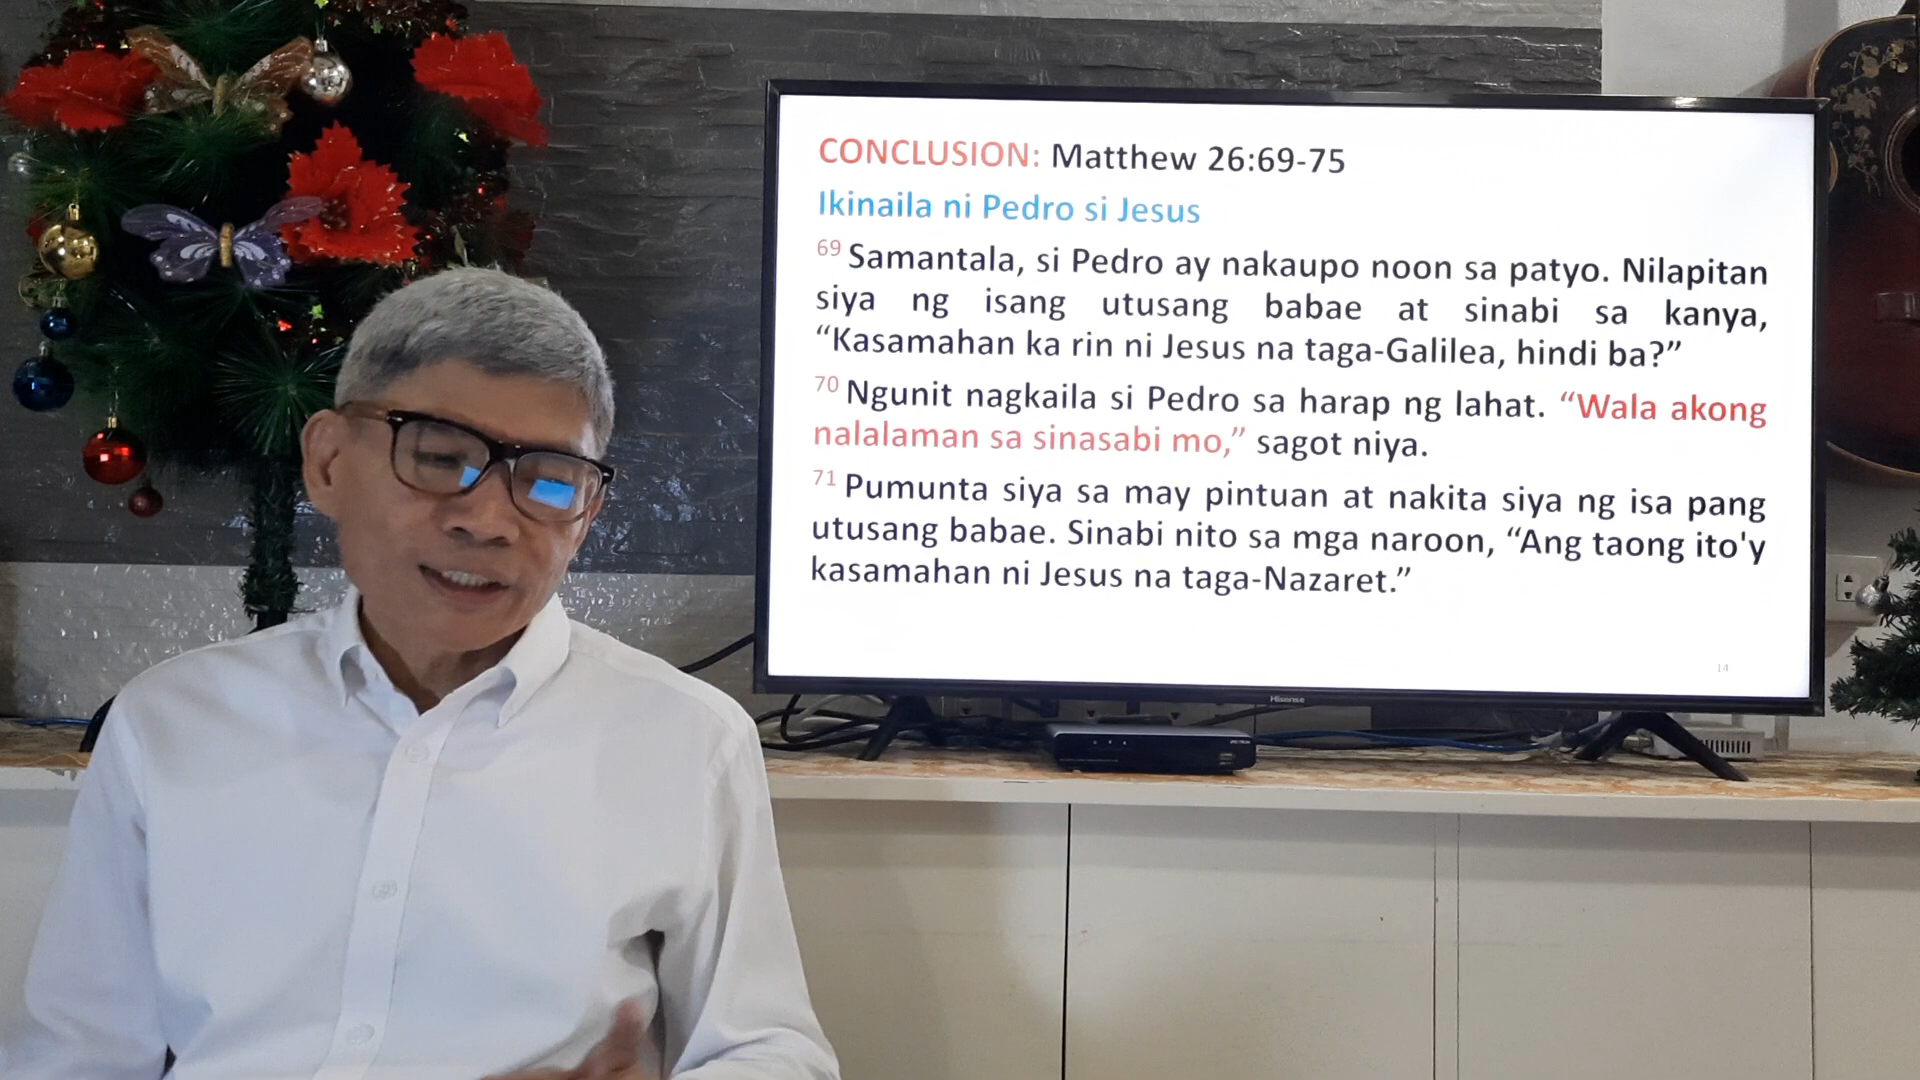 CONCLUSION: Matthew 26:69-75
Ikinaila ni Pedro si Jesus
69 Samantala, si Pedro ay nakaupo noon sa patyo. Nilapitan
siya ng isang utusang babae at sinabi sa kanya,
“Kasamahan ka rin ni Jesus na taga-Galilea, hindi ba?”
70 Ngunit nagkaila si Pedro sa harap ng lahat. “Wala akong
nalalaman sa sinasabi mo,” sagot niya.
71 Pumunta siya sa may pintuan at nakita siya ng isa pang
utusang babae. Sinabi nito sa mga naroon, “Ang taong ito'y
kasamahan ni Jesus na taga-Nazaret.”
14
Hisense